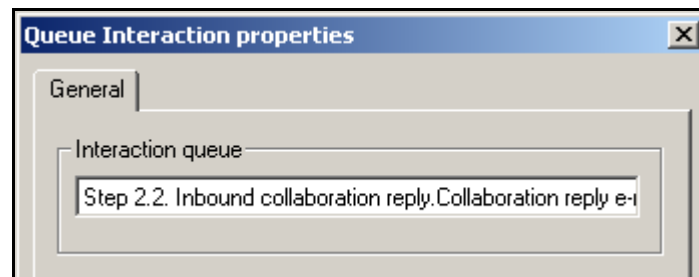 Queue Interaction properties
General
Interaction queue
Step 2.2. Inbound collaboration reply.Collaboration reply e-